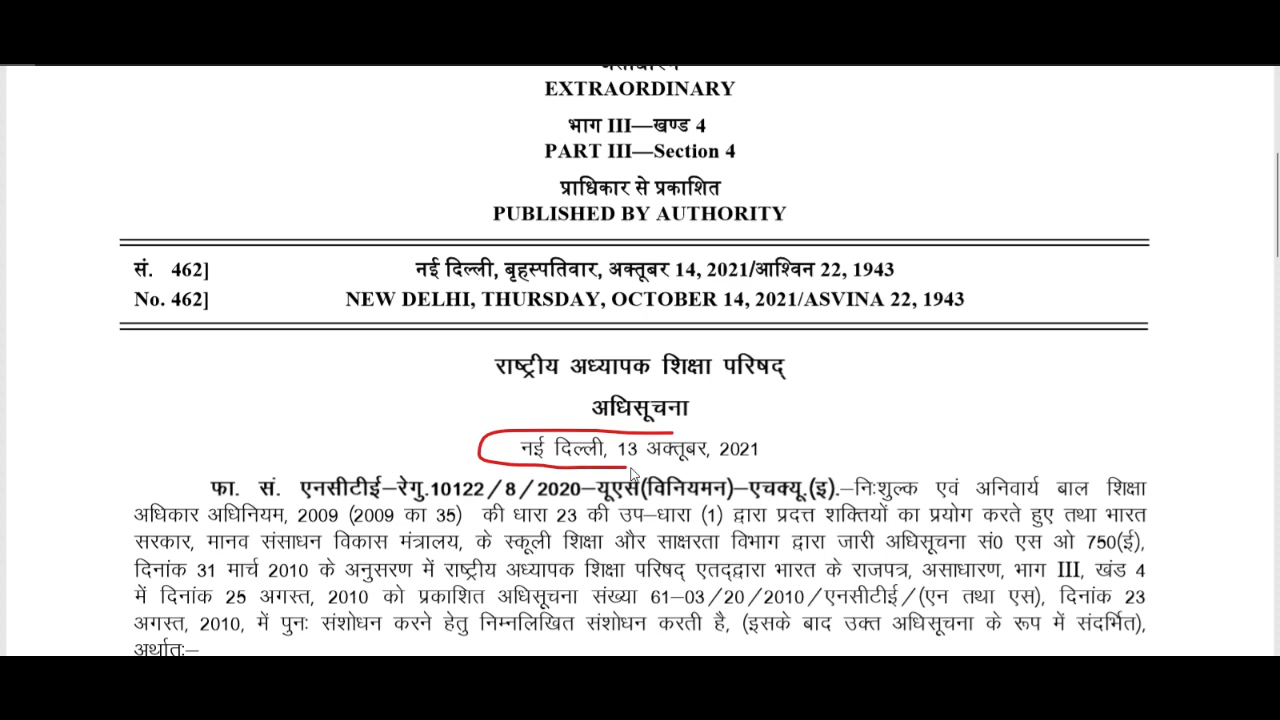 असाधारण
EXTRAORDINARY
भाग III—खण्ड 4
PART III—Section 4
प्राधिकार से प्रकाशित
PUBLISHED BY AUTHORITY
सं. 462] नई दिल्ली, बृहस्पतिवार, अक्तूबर 14, 2021/आश्विन 22, 1943
No. 462] NEW DELHI, THURSDAY, OCTOBER 14, 2021/ASVINA 22, 1943
राष्ट्रीय अध्यापक शिक्षा परिषद्
अधिसूचना
नई दिल्ली, 13 अक्तूबर, 2021
फा. सं. एनसीटीई–रेगु.10122/8/2020–यूएस(विनियमन)–एचक्यू.(इ).–निःशुल्क एवं अनिवार्य बाल शिक्षा
अधिकार अधिनियम, 2009 (2009 का 35) की धारा 23 की उप–धारा (1) द्वारा प्रदत्त शक्तियों का प्रयोग करते हुए तथा भारत
सरकार, मानव संसाधन विकास मंत्रालय, के स्कूली शिक्षा और साक्षरता विभाग द्वारा जारी अधिसूचना सं0 एस ओ 750(ई),
दिनांक 31 मार्च 2010 के अनुसरण में राष्ट्रीय अध्यापक शिक्षा परिषद् एतद्द्वारा भारत के राजपत्र, असाधारण, भाग III, खंड 4
में दिनांक 25 अगस्त, 2010 को प्रकाशित अधिसूचना संख्या 61–03/20/2010/एनसीटीई/(एन तथा एस), दिनांक 23
अगस्त, 2010, में पुनः संशोधन करने हेतु निम्नलिखित संशोधन करती है, (इसके बाद उक्त अधिसूचना के रूप में संदर्भित),
अर्थात्:–